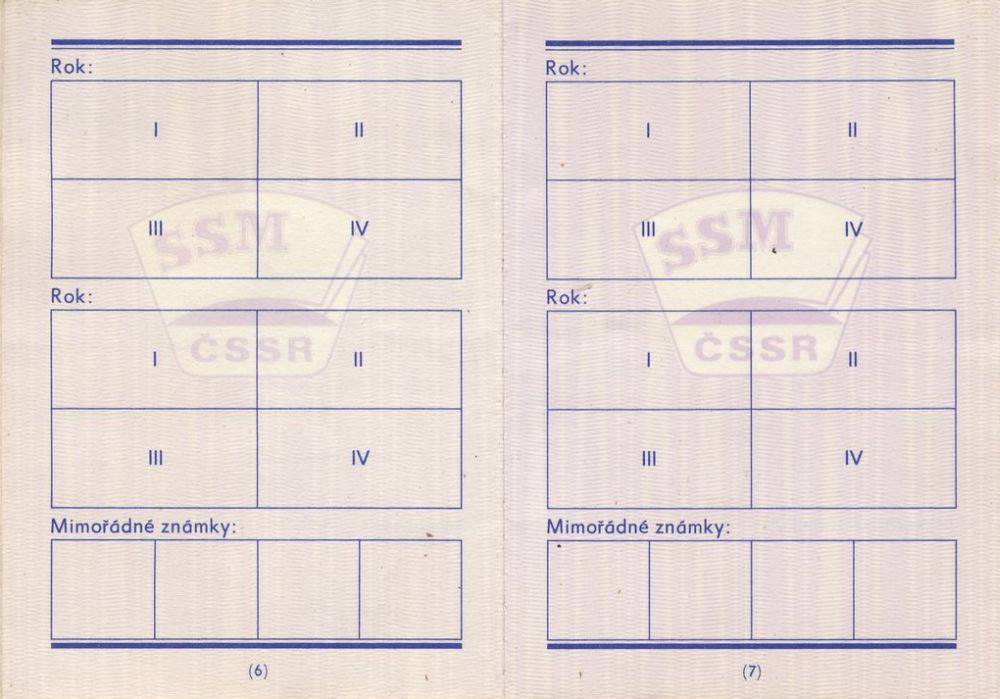 Rok:
I II
III IV
SSM
Rok:
I II
ČSSR
III IV
Mimořádné známky:
(6)
Rok:
I II
III IV
SSM
Rok:
I II
ČSSR
III IV
Mimořádné známky:
(7)